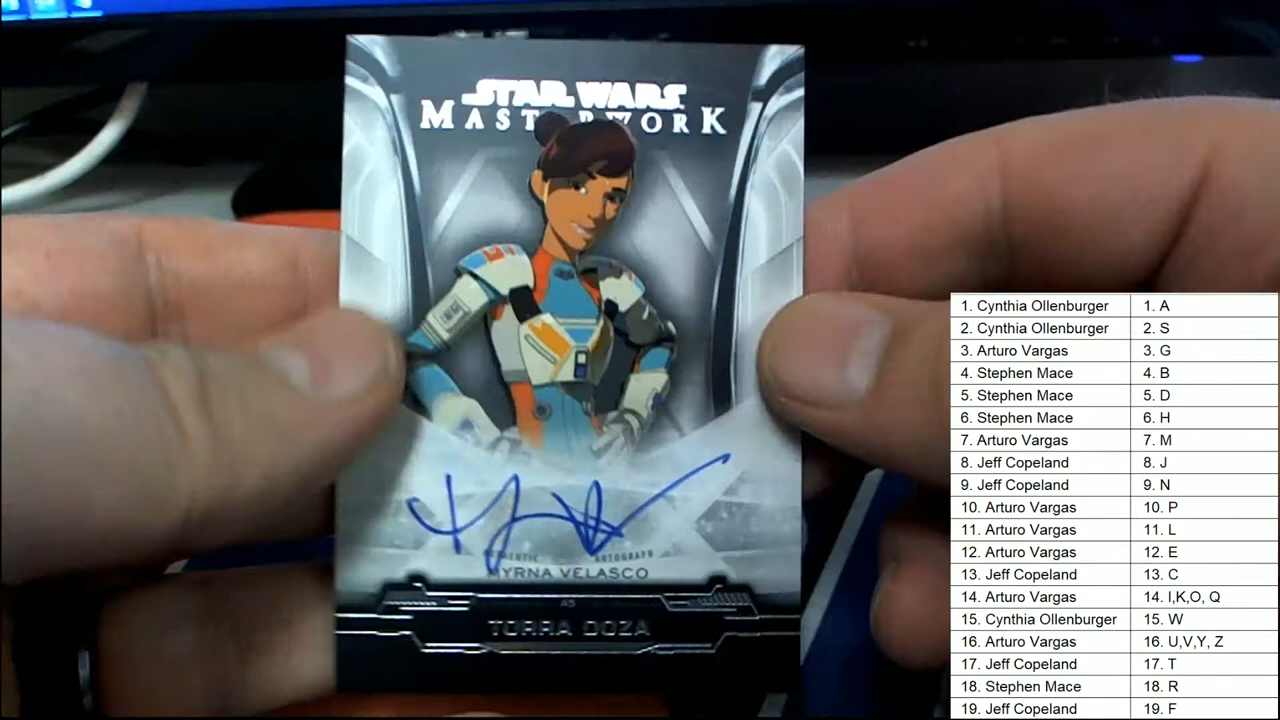 STAR WARS
MASTERWORK
AUTHENTIC AUTOGRAPH
MYRNA VELASCO
AS
TORRA DOZA
1. Cynthia Ollenburger 1. A
2. Cynthia Ollenburger 2. S
3. Arturo Vargas 3. G
4. Stephen Mace 4. B
5. Stephen Mace 5. D
6. Stephen Mace 6. H
7. Arturo Vargas 7. M
8. Jeff Copeland 8. J
9. Jeff Copeland 9. N
10. Arturo Vargas 10. P
11. Arturo Vargas 11. L
12. Arturo Vargas 12. E
13. Jeff Copeland 13. C
14. Arturo Vargas 14. I,K,O, Q
15. Cynthia Ollenburger 15. W
16. Arturo Vargas 16. U,V,Y, Z
17. Jeff Copeland 17. T
18. Stephen Mace 18. R
19. Jeff Copeland 19. F